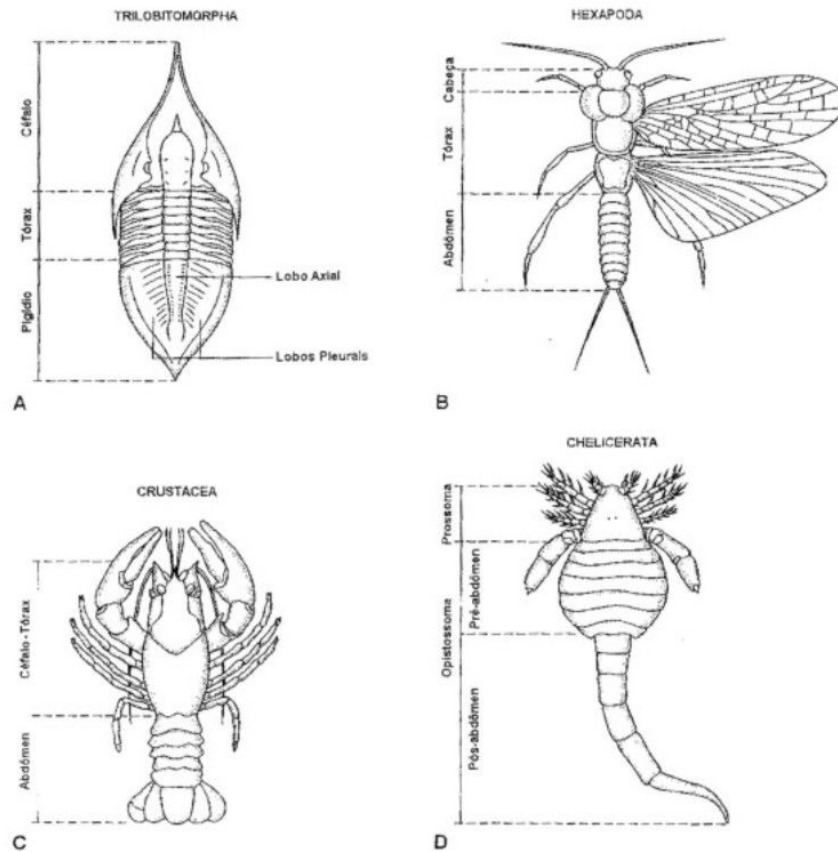 TRILOBITOMORPHA
Céfalo
Tórax
Pigídio
Lobo Axial
Lobos Pleurais
A
HEXAPODA
Cabeça
Tórax
Abdômen
B
CRUSTACEA
Céfalo-Tórax
Abdômen
C
CHELICERATA
Prossoma
Opistossoma
Pré-abdômen
Pós-abdômen
D